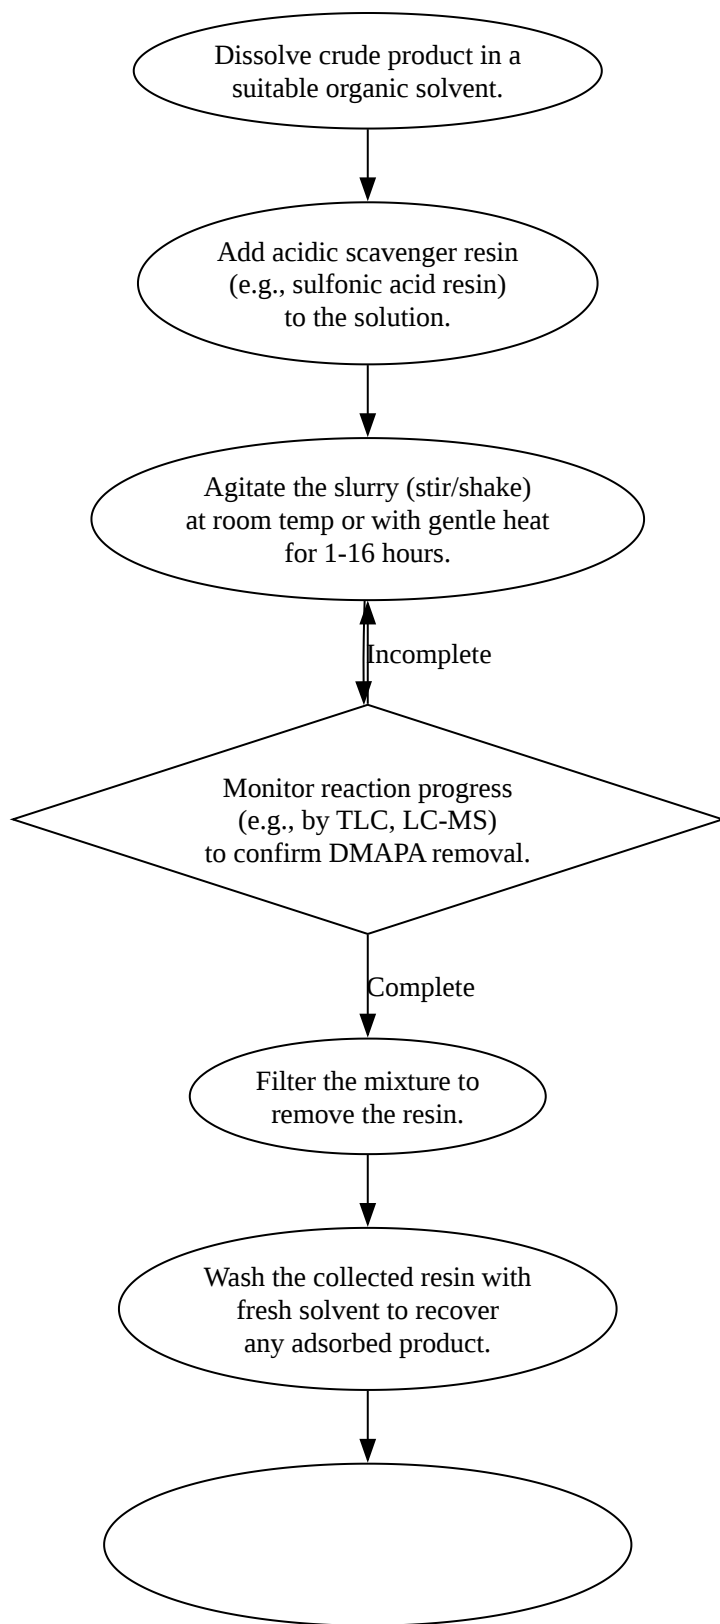 Dissolve crude product in a
suitable organic solvent.
Add acidic scavenger resin
(e.g., sulfonic acid resin)
to the solution.
Agitate the slurry (stir/shake)
at room temp or with gentle heat
for 1-16 hours.
Incomplete
Monitor reaction progress
(e.g., by TLC, LC-MS)
to confirm DMAPA removal.
Complete
Filter the mixture to
remove the resin.
Wash the collected resin with
fresh solvent to recover
any adsorbed product.